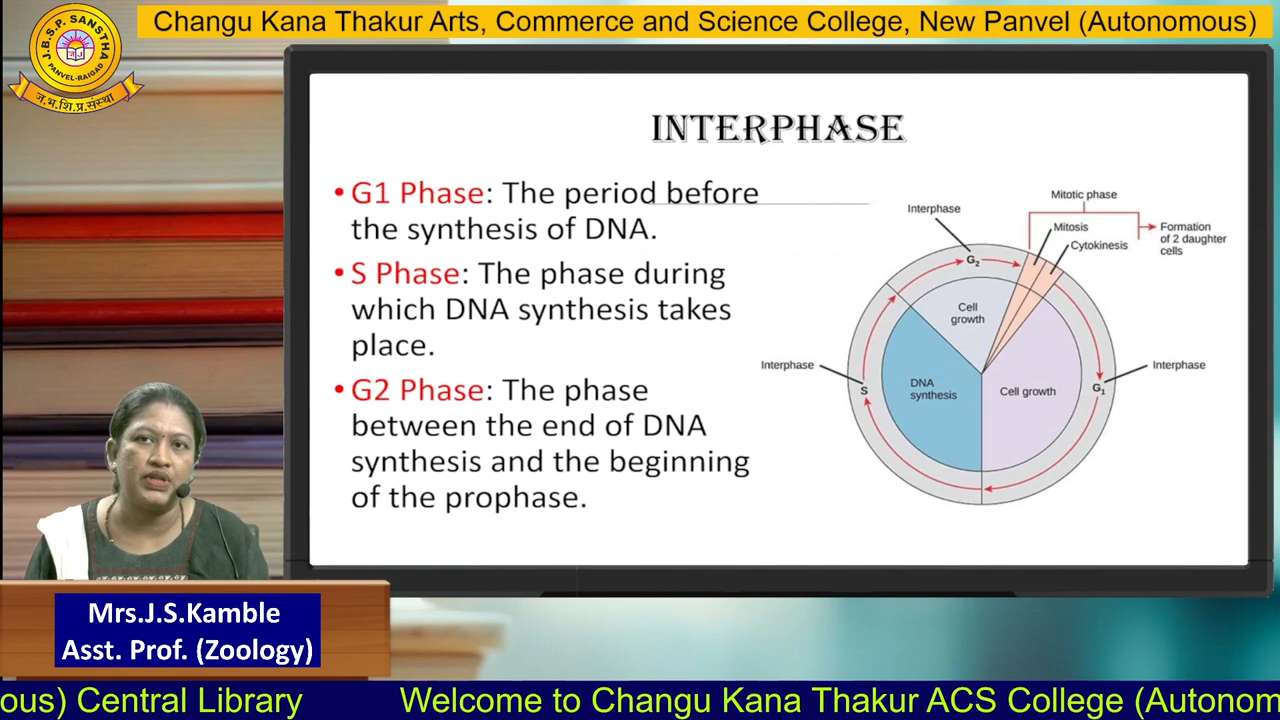 Changu Kana Thakur Arts, Commerce and Science College, New Panvel (Autonomous)
J.B.S.P. SANSTHA
PANVEL-RAIGAD
ज.भ.शि.प्र.संस्था
INTERPHASE
• G1 Phase: The period before
the synthesis of DNA.
• S Phase: The phase during
which DNA synthesis takes
place.
• G2 Phase: The phase
between the end of DNA
synthesis and the beginning
of the prophase.
Mitotic phase
Interphase
Mitosis
Formation
of 2 daughter
cells
Cytokinesis
G₂
Cell
growth
Interphase
Interphase
S
DNA
synthesis
Cell growth
G₁
Mrs.J.S.Kamble
Asst. Prof. (Zoology)
ous) Central Library
Welcome to Changu Kana Thakur ACS College (Autonom